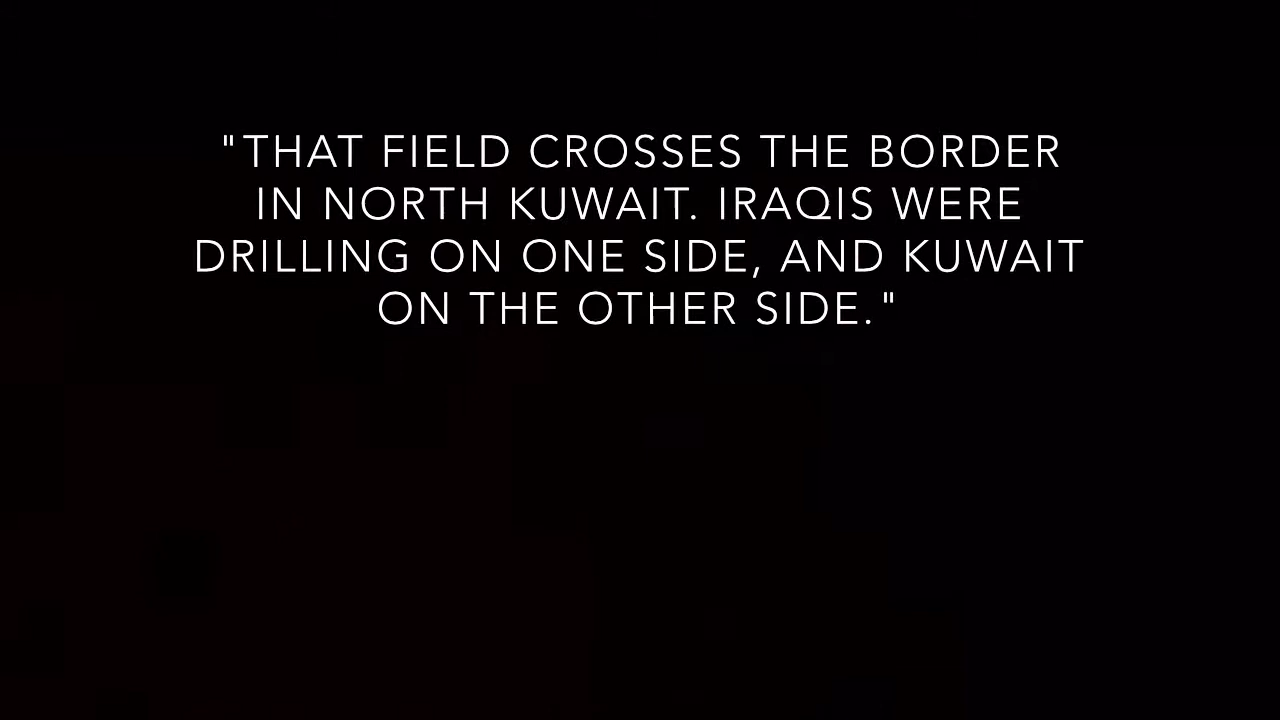 "THAT FIELD CROSSES THE BORDER
IN NORTH KUWAIT. IRAQIS WERE
DRILLING ON ONE SIDE, AND KUWAIT
ON THE OTHER SIDE."